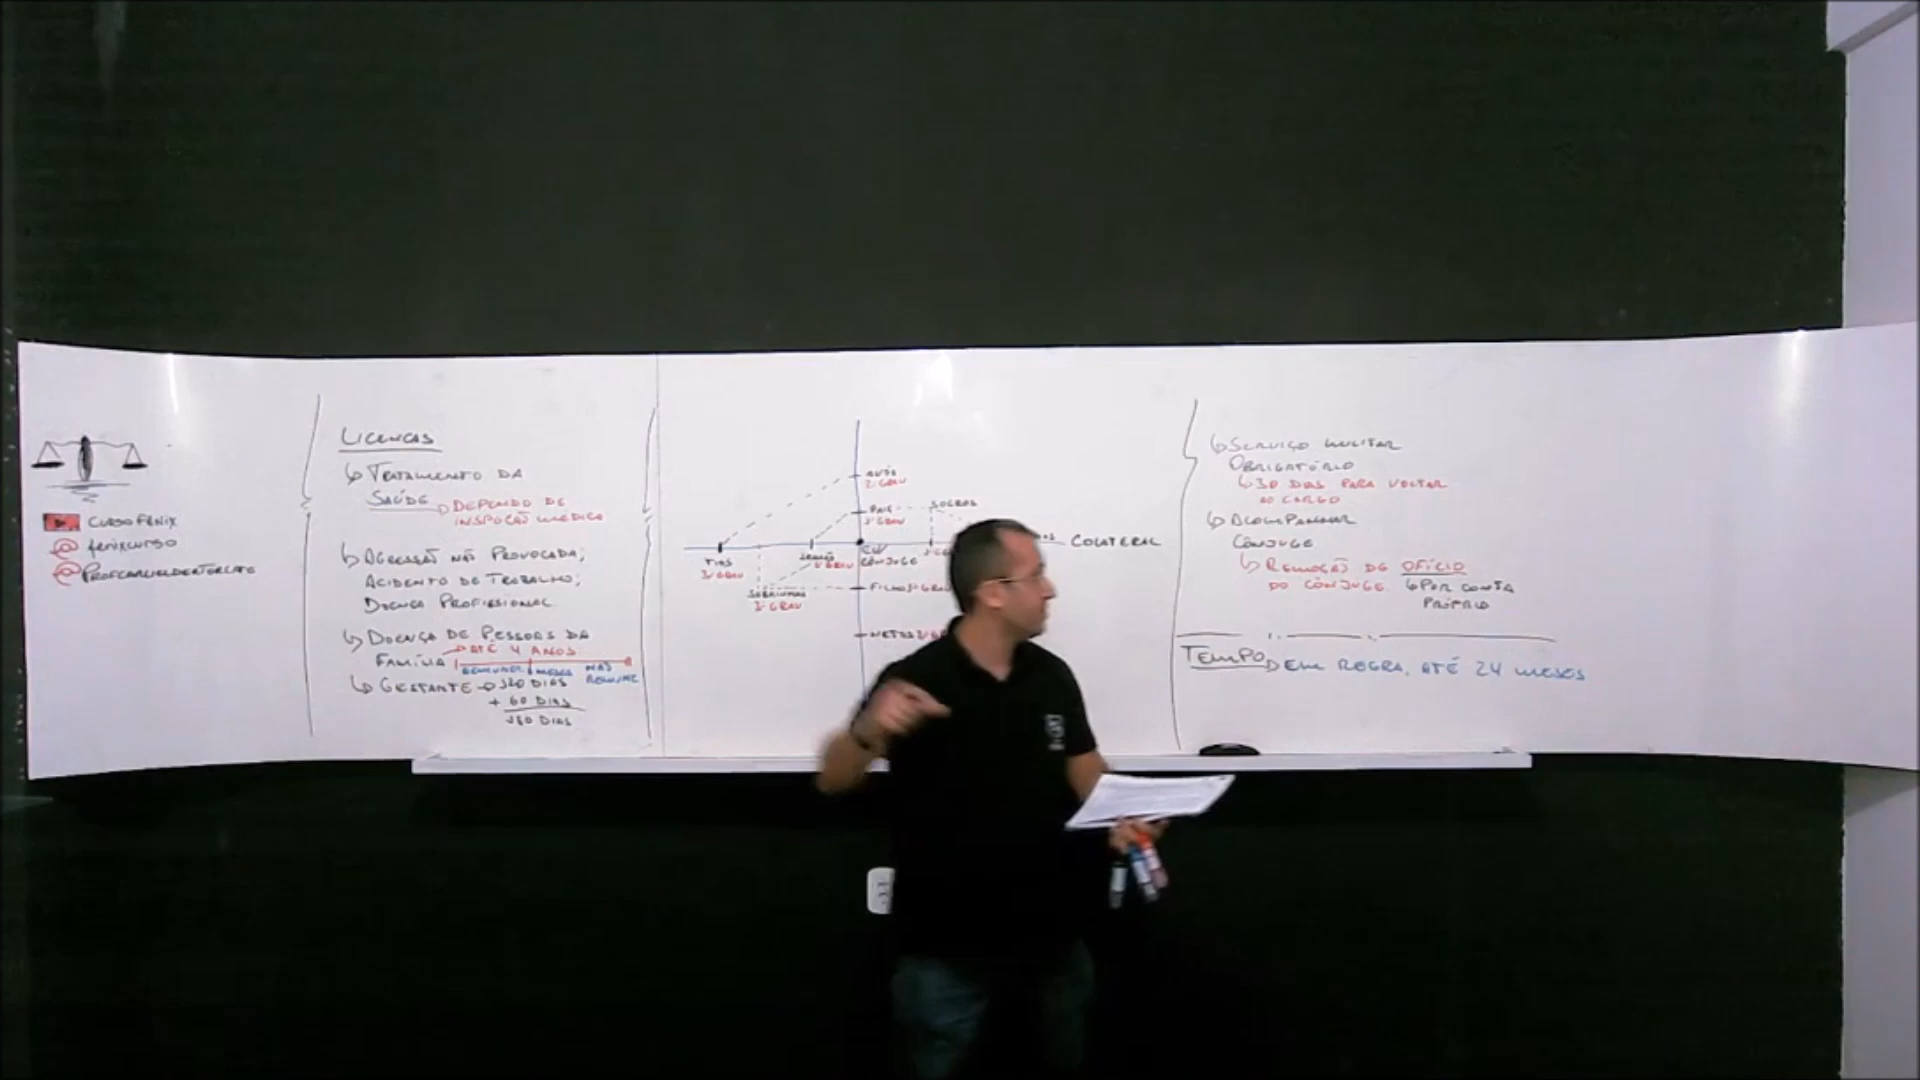 CURSO FÊNIX
@ FENIXCURSO
LICENÇAS
TRATAMENTO DA
SAÚDE → DEPENDE DE
INSPEÇÃO MÉDICA
AGRESSÃO NÃO PROVOCADA;
ACIDENTE DE TRABALHO;
DOENÇA PROFISSIONAL
DOENÇA DE PESSOAS DA
FAMÍLIA → ATÉ 4 ANOS
GESTANTE → 120 DIAS
+ 60 DIAS
180 DIAS
AVÓS
2º GRAU
PAIS
1º GRAU
SOGROS
TIOS
3º GRAU
IRMÃO
2º GRAU
CÔNJUGE
COLATERAL
SOBRINHOS
3º GRAU
FILHOS 1º GRAU
NETOS 2º
SERVIÇO MILITAR
OBRIGATÓRIO
30 DIAS PARA VOLTAR
AO CARGO
ACOMPANHAR
CÔNJUGE
REMOÇÃO DE OFÍCIO
DO CÔNJUGE
POR CONTA
PRÓPRIA
TEMPO → EM REGRA, ATÉ 24 MESES